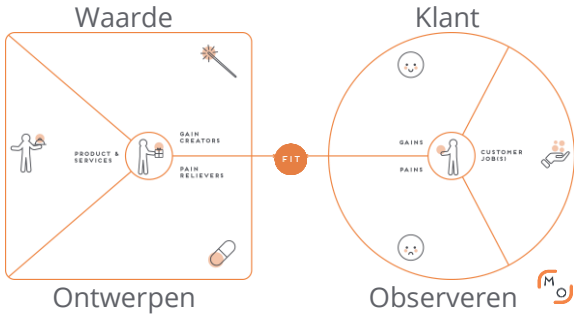 Waarde
Klant
GAIN
CREATORS
PRODUCT &
SERVICES
PAIN
RELIEVERS
FIT
GAINS
PAINS
CUSTOMER
JOB(S)
Ontwerpen
Observeren
M
O